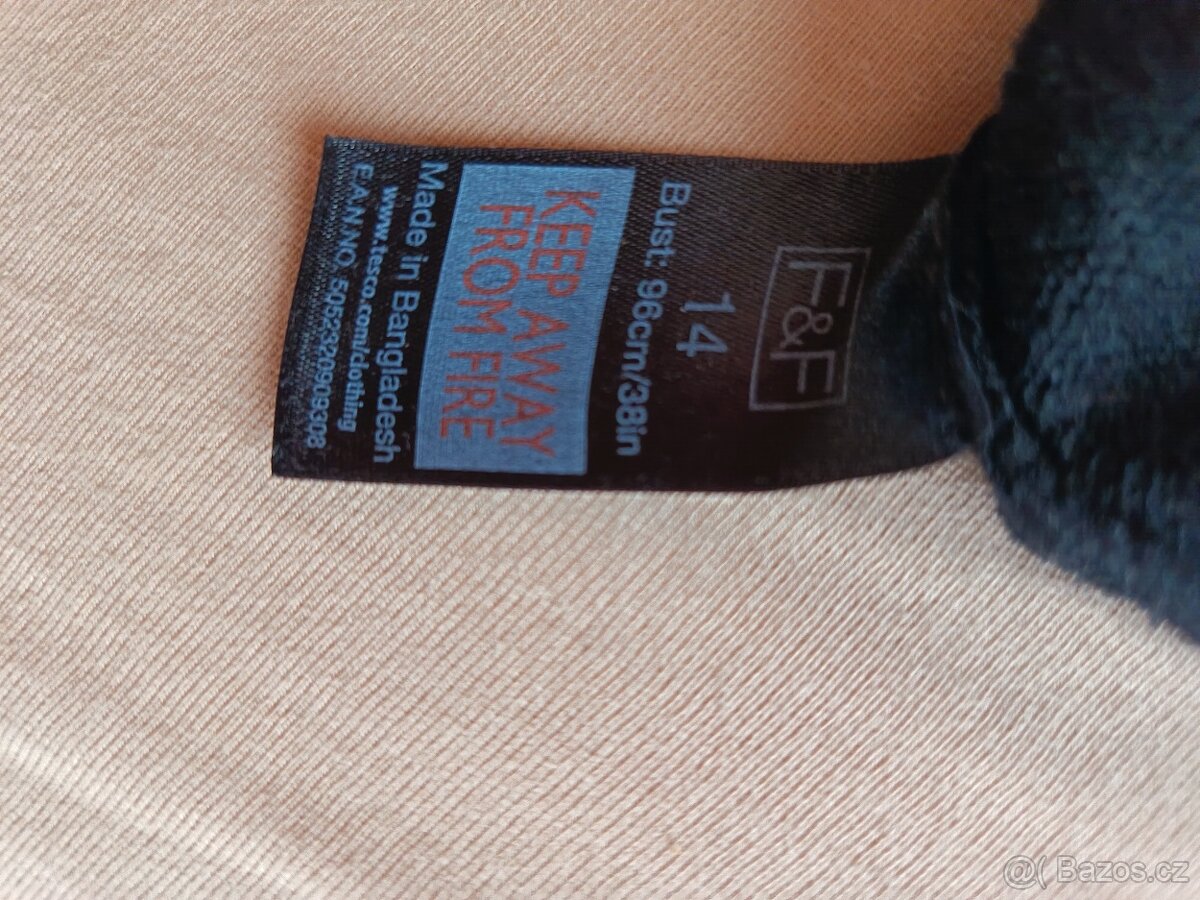 F&F
14
Bust: 96cm/38in
KEEP AWAY
FROM FIRE
Made in Bangladesh
www.tesco.com/clothing
E.A.N.NO. 5052320909308
@( Bazos.cz